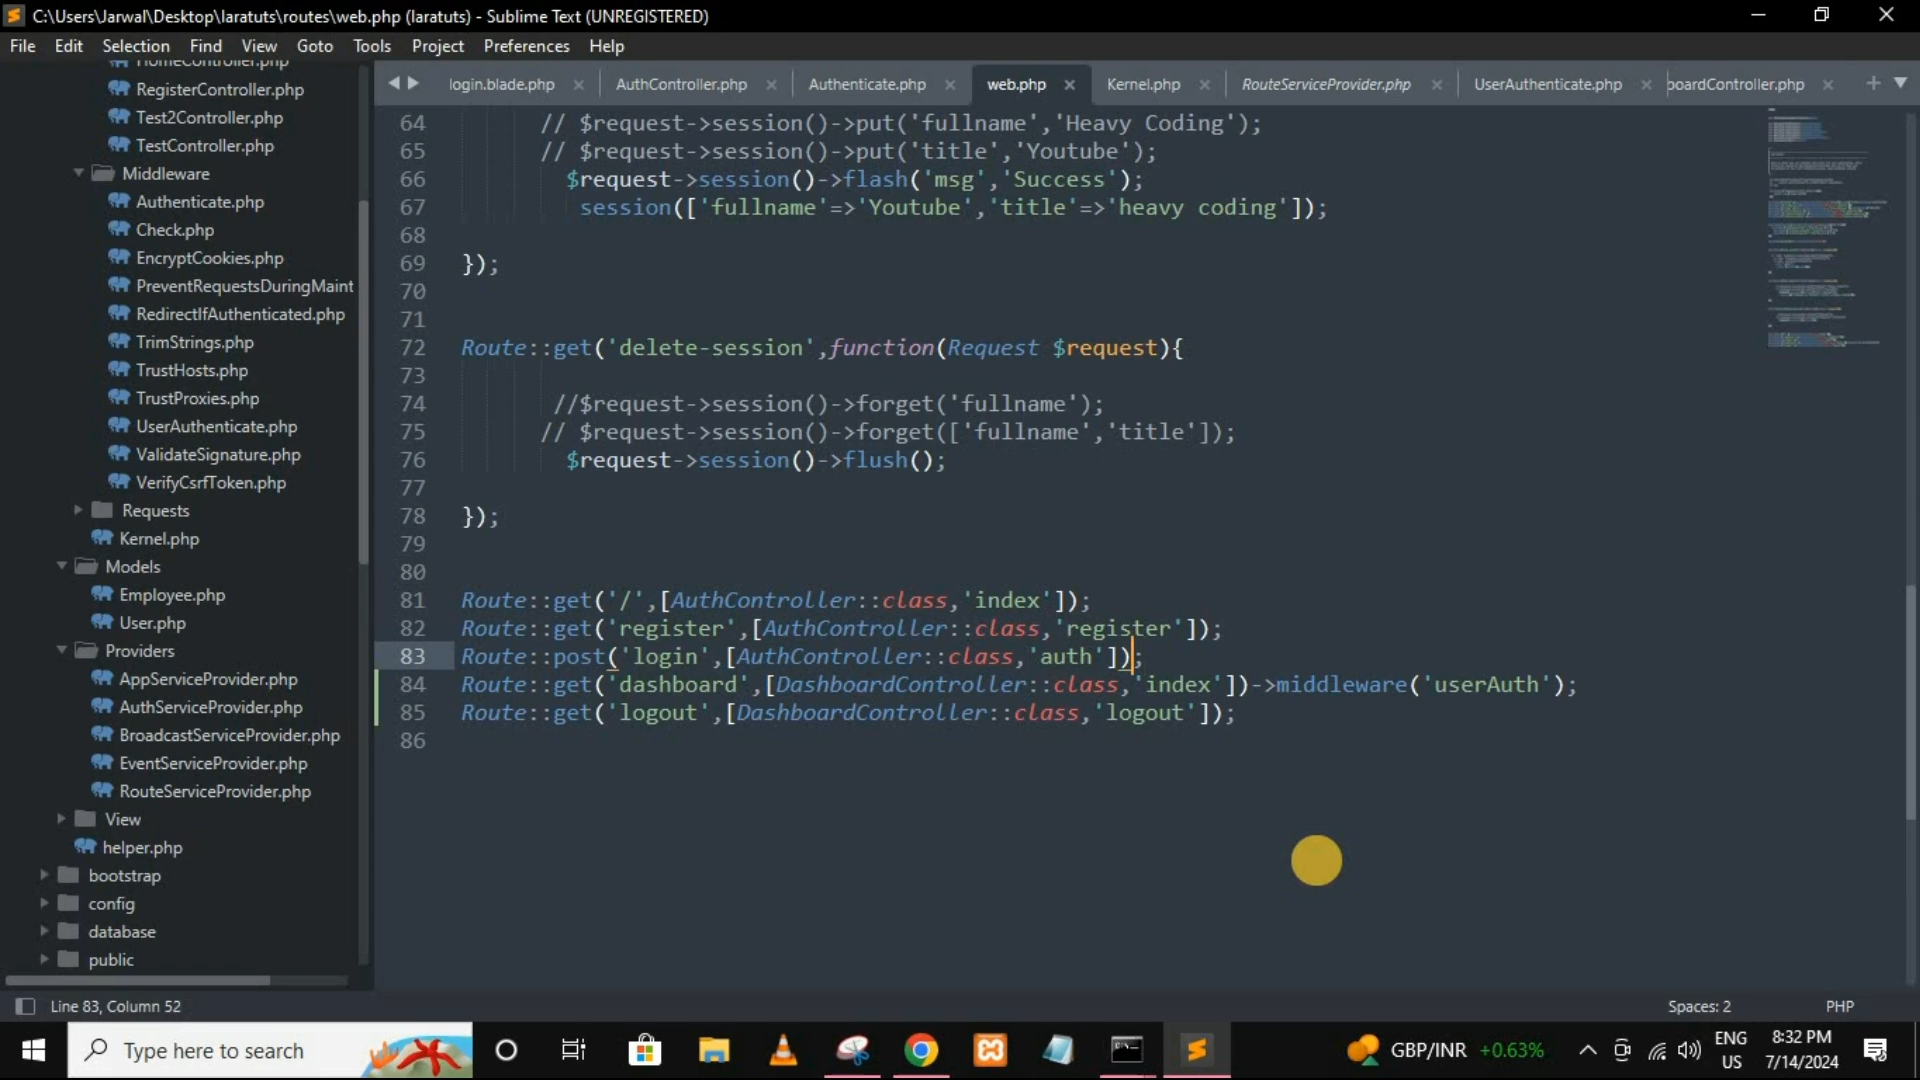 C:\Users\Jarwal\Desktop\laratuts\routes\web.php (laratuts) - Sublime Text (UNREGISTERED)
File Edit Selection Find View Goto Tools Project Preferences Help
HomeController.php
RegisterController.php
Test2Controller.php
TestController.php
Middleware
Authenticate.php
Check.php
EncryptCookies.php
PreventRequestsDuringMaint
RedirectIfAuthenticated.php
TrimStrings.php
TrustHosts.php
TrustProxies.php
UserAuthenticate.php
ValidateSignature.php
VerifyCsrfToken.php
Requests
Kernel.php
Models
Employee.php
User.php
Providers
AppServiceProvider.php
AuthServiceProvider.php
BroadcastServiceProvider.php
EventServiceProvider.php
RouteServiceProvider.php
View
helper.php
bootstrap
config
database
public
login.blade.php AuthController.php Authenticate.php web.php Kernel.php RouteServiceProvider.php UserAuthenticate.php boardController.php
64 // $request->session()->put('fullname','Heavy Coding');
65 // $request->session()->put('title','Youtube');
66 $request->session()->flash('msg','Success');
67 session(['fullname'=>'Youtube','title'=>'heavy coding']);
68
69 });
70
71
72 Route::get('delete-session',function(Request $request){
73
74 //$request->session()->forget('fullname');
75 // $request->session()->forget(['fullname','title']);
76 $request->session()->flush();
77
78 });
79
80
81 Route::get('/',[AuthController::class,'index']);
82 Route::get('register',[AuthController::class,'register']);
83 Route::post('login',[AuthController::class,'auth']);
84 Route::get('dashboard',[DashboardController::class,'index'])->middleware('userAuth');
85 Route::get('logout',[DashboardController::class,'logout']);
86
Line 83, Column 52 Spaces: 2 PHP
Type here to search
GBP/INR +0.63%
ENG
US
8:32 PM
7/14/2024